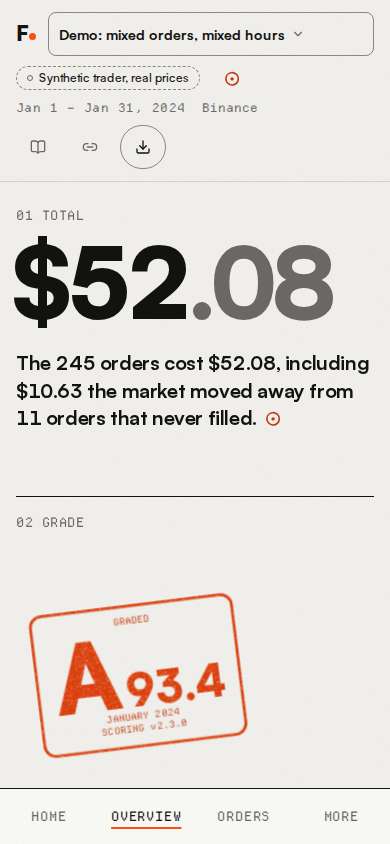 F.
Demo: mixed orders, mixed hours
Synthetic trader, real prices
Jan 1 – Jan 31, 2024 Binance
01 TOTAL
$52.08
The 245 orders cost $52.08, including
$10.63 the market moved away from
11 orders that never filled.
02 GRADE
GRADED
A 93.4
JANUARY 2024
SCORING v2.3.0
HOME OVERVIEW ORDERS MORE